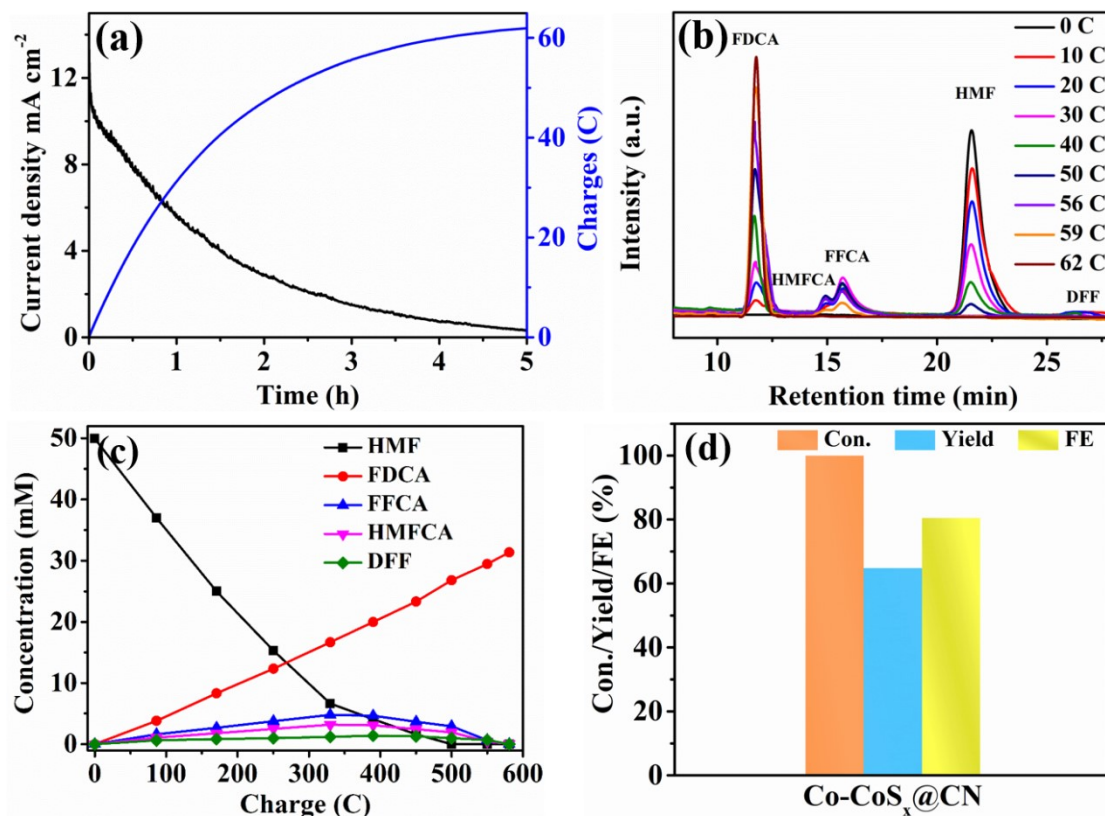 (a)
Current density mA cm⁻²
12
8
4
0
0 1 2 3 4 5
Time (h)
60
40
20
0
Charges (C)
(b)
FDCA
HMFCA
FFCA
HMF
DFF
0 C
10 C
20 C
30 C
40 C
50 C
56 C
59 C
62 C
Intensity (a.u.)
10 15 20 25
Retention time (min)
(c)
HMF
FDCA
FFCA
HMFCA
DFF
Concentration (mM)
50
40
30
20
10
0
0 100 200 300 400 500 600
Charge (C)
(d)
Con. Yield FE
Con./Yield/FE (%)
100
80
60
40
20
0
Co-CoSₓ@CN